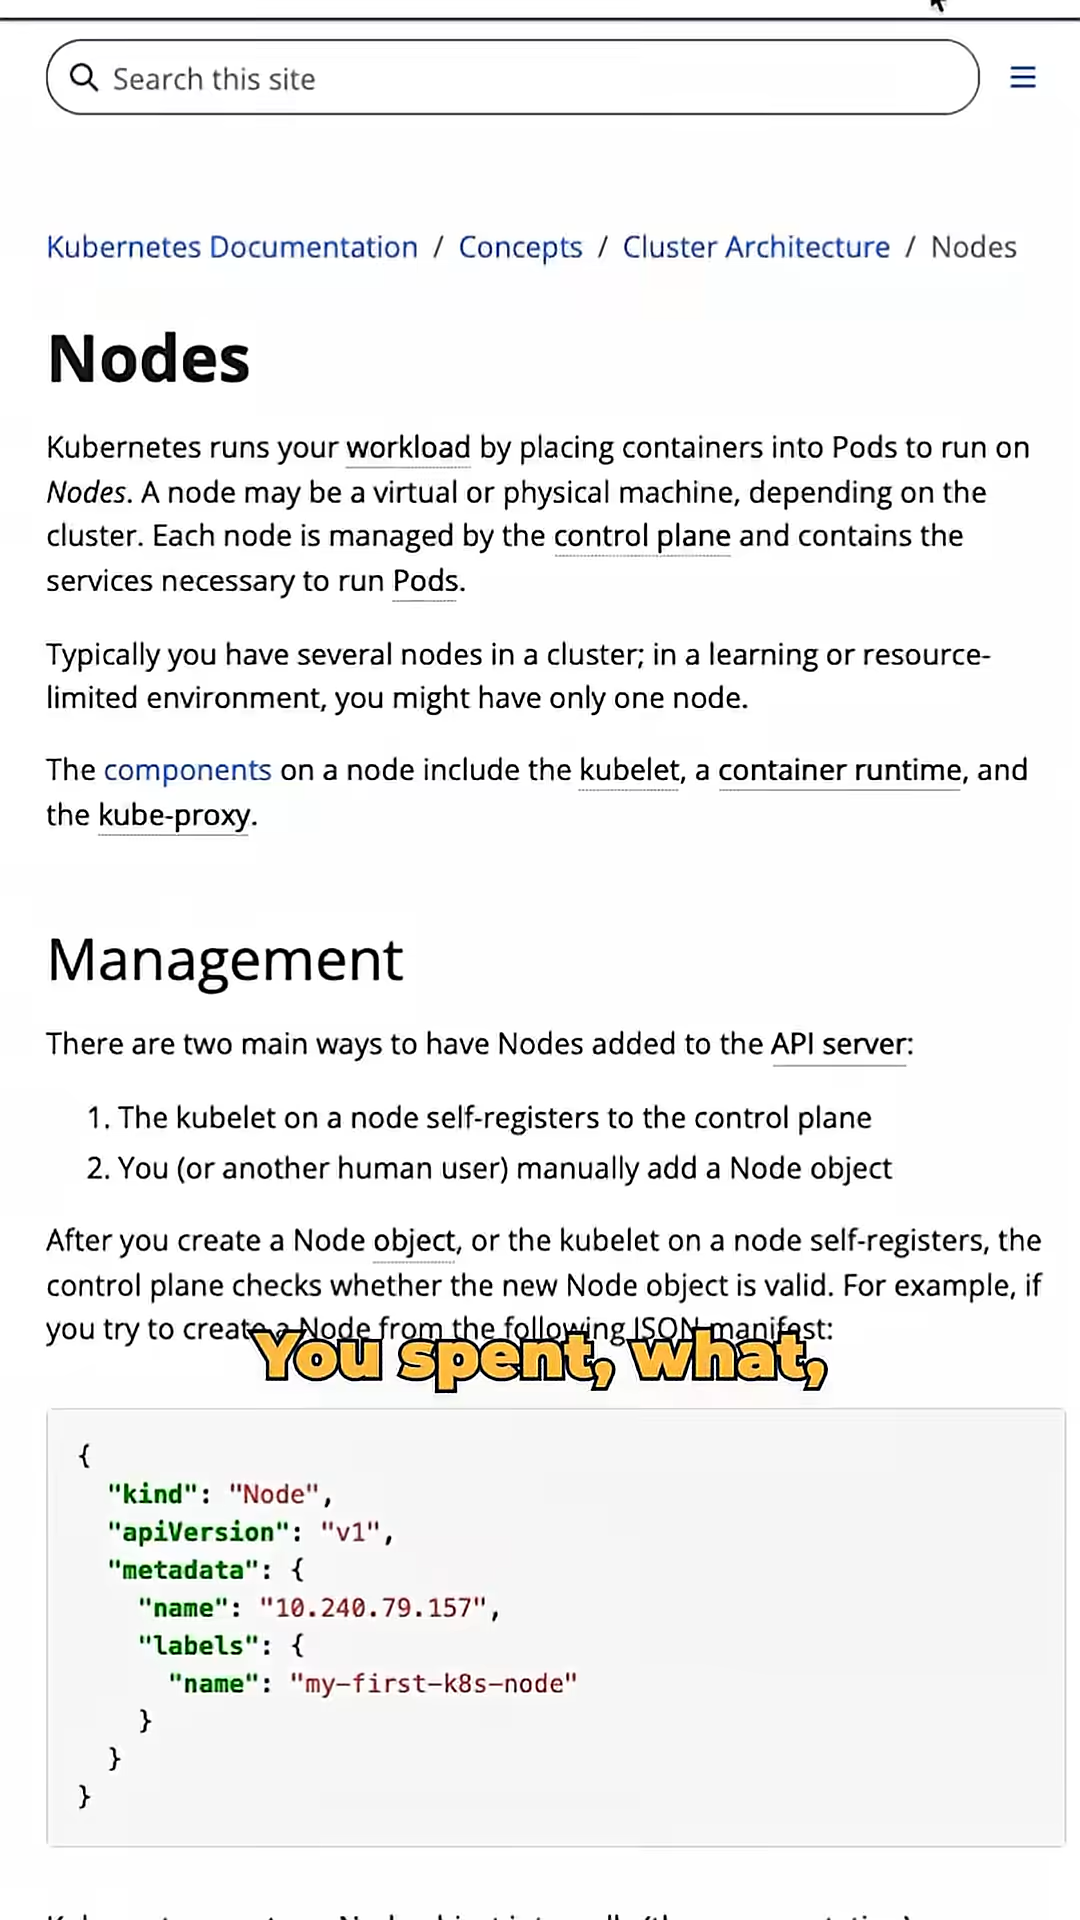 Search this site
Kubernetes Documentation / Concepts / Cluster Architecture / Nodes
Nodes
Kubernetes runs your workload by placing containers into Pods to run on
Nodes. A node may be a virtual or physical machine, depending on the
cluster. Each node is managed by the control plane and contains the
services necessary to run Pods.
Typically you have several nodes in a cluster; in a learning or resource-
limited environment, you might have only one node.
The components on a node include the kubelet, a container runtime, and
the kube-proxy.
Management
There are two main ways to have Nodes added to the API server:
1. The kubelet on a node self-registers to the control plane
2. You (or another human user) manually add a Node object
After you create a Node object, or the kubelet on a node self-registers, the
control plane checks whether the new Node object is valid. For example, if
you try to create a Node from the following JSON manifest:
You spent, what,
{
"kind": "Node",
"apiVersion": "v1",
"metadata": {
"name": "10.240.79.157",
"labels": {
"name": "my-first-k8s-node"
}
}
}